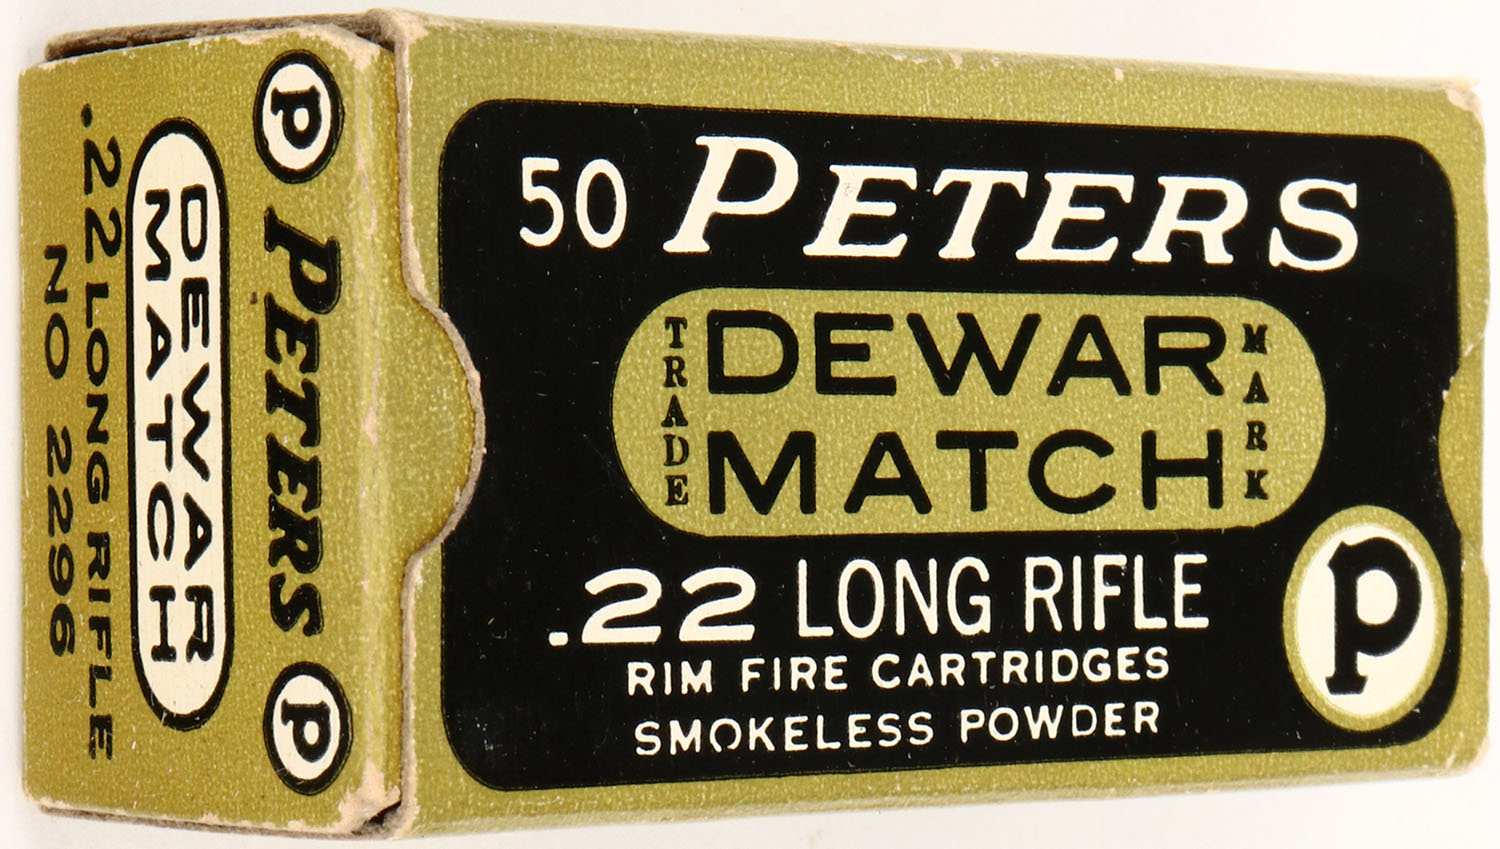 50 PETERS
TRADE DEWAR MARK
MATCH
.22 LONG RIFLE
RIM FIRE CARTRIDGES
SMOKELESS POWDER
P
P PETERS P
DEWAR
MATCH
.22 LONG RIFLE
NO 2296